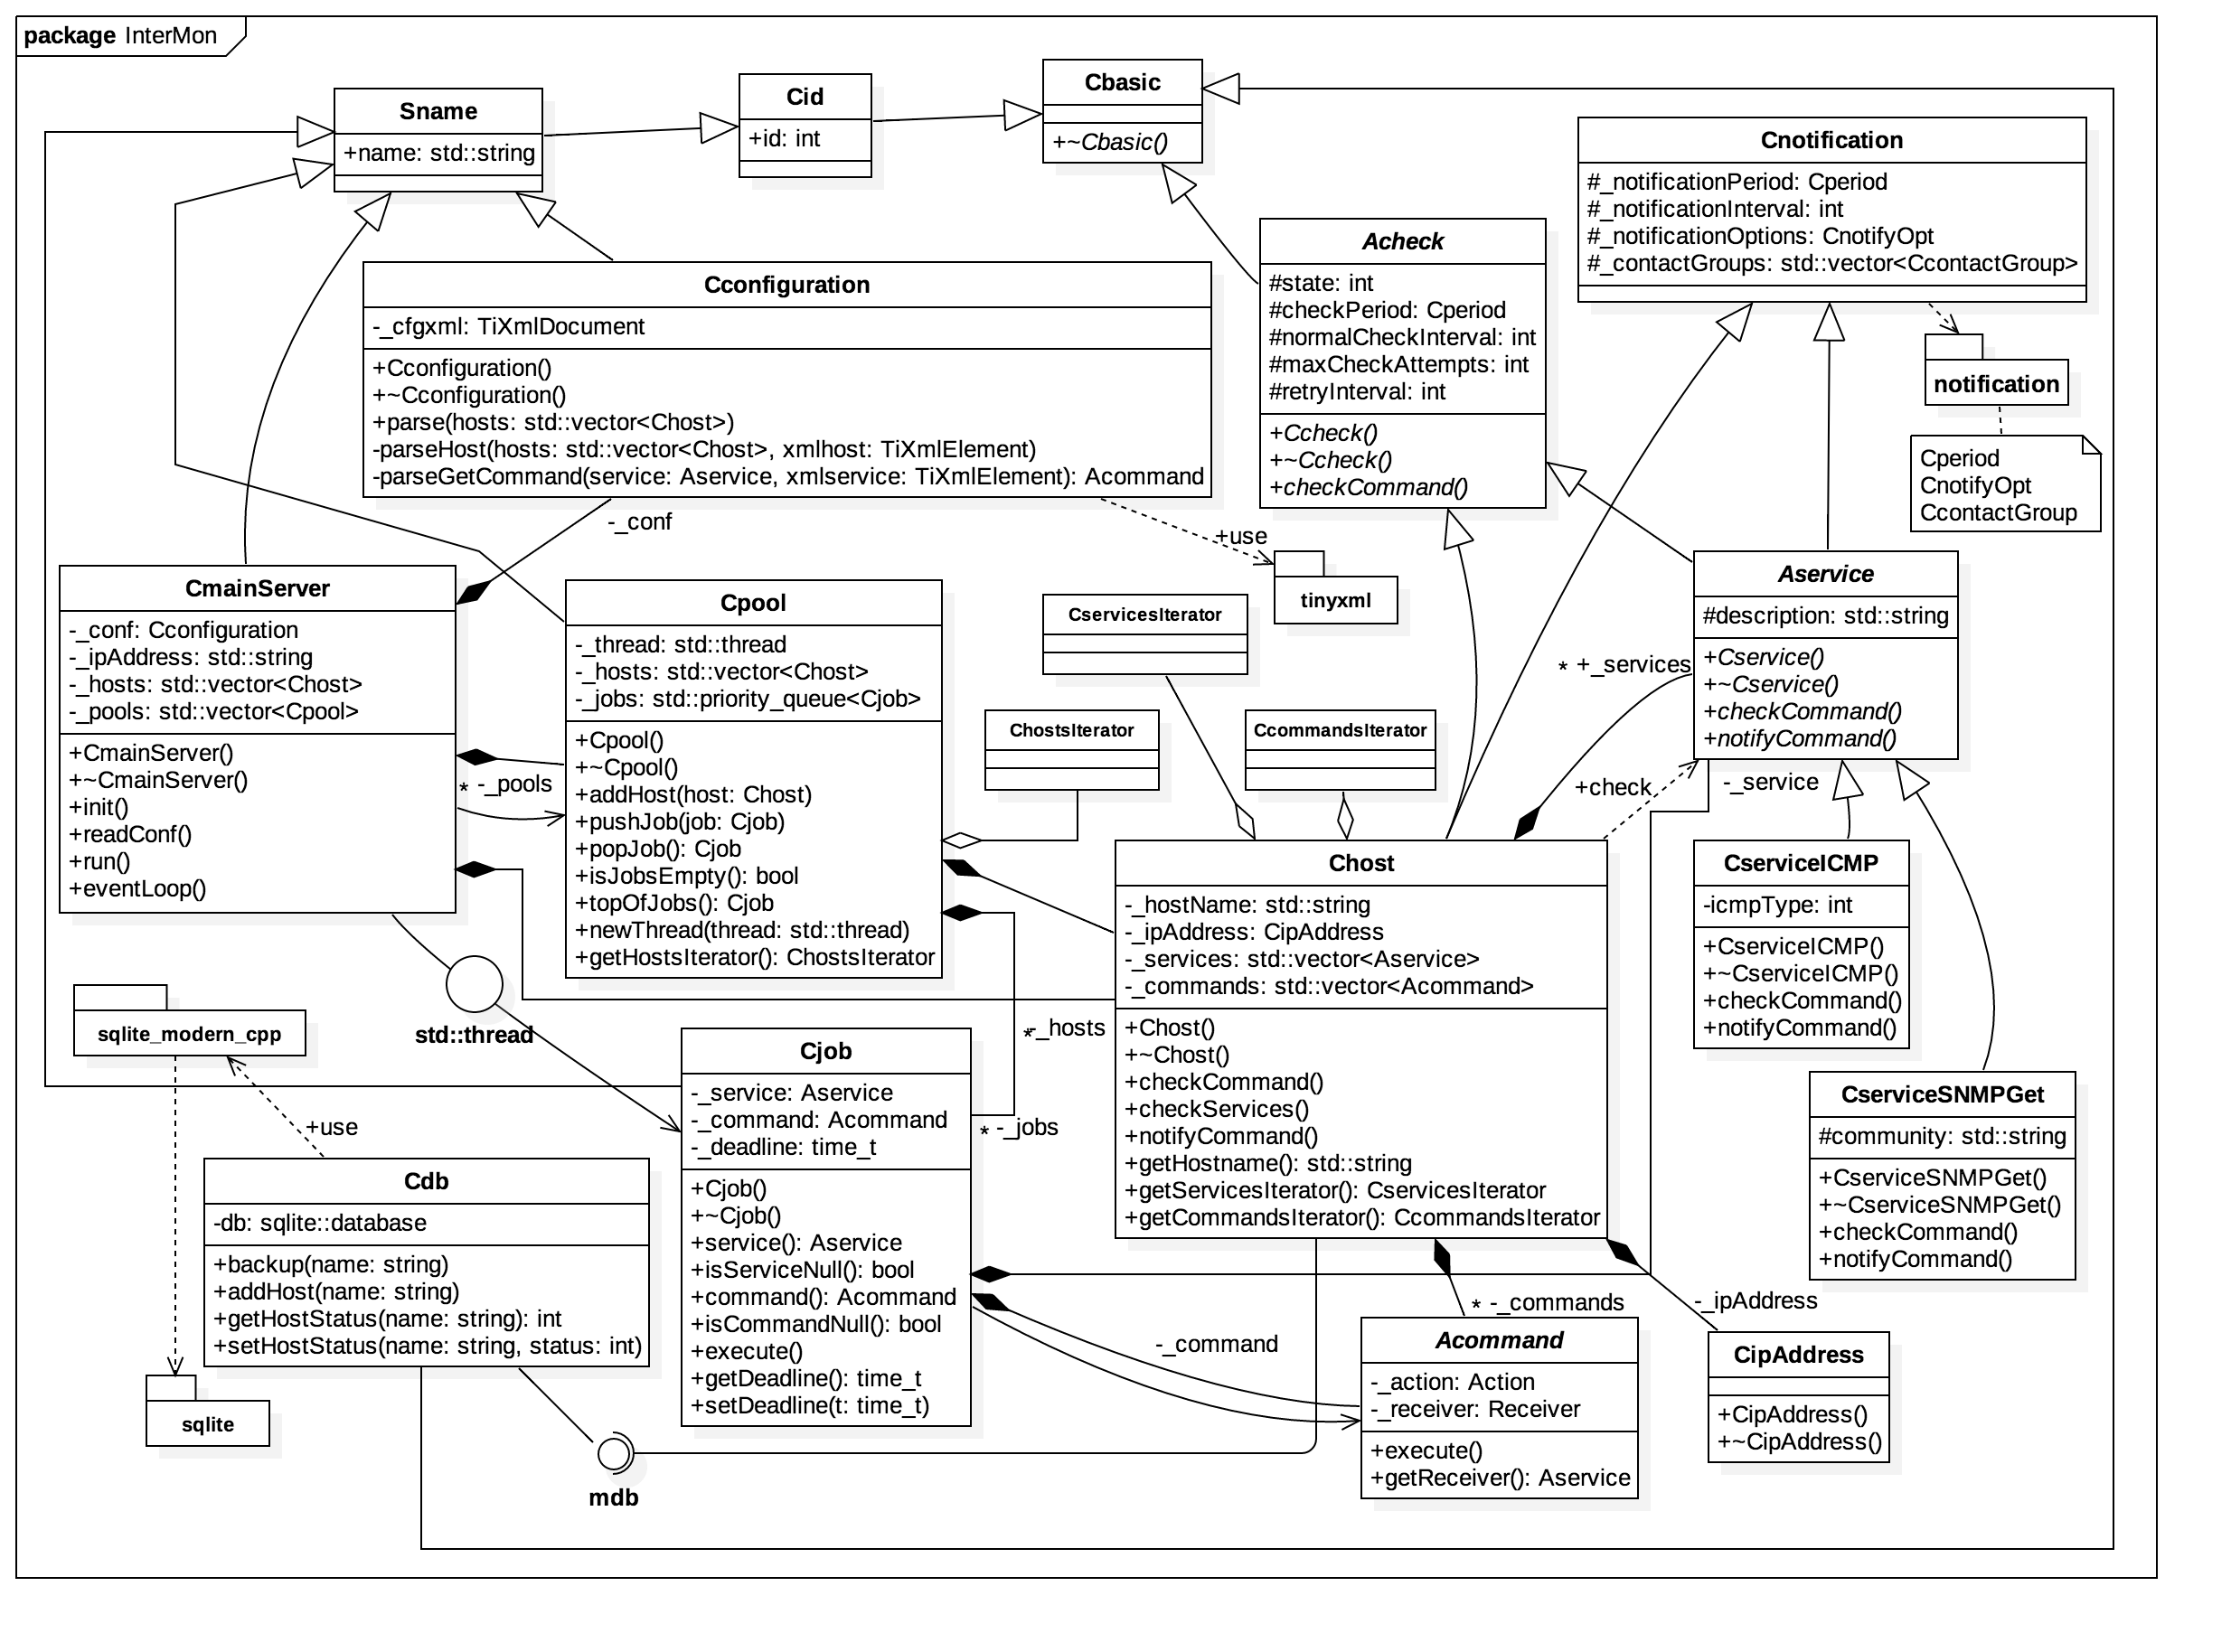 package InterMon
Sname
+name: std::string
Cid
+id: int
Cbasic
+~Cbasic()
Cnotification
#_notificationPeriod: Cperiod
#_notificationInterval: int
#_notificationOptions: CnotifyOpt
#_contactGroups: std::vector<CcontactGroup>
Acheck
#state: int
#checkPeriod: Cperiod
#normalCheckInterval: int
#maxCheckAttempts: int
#retryInterval: int
+Ccheck()
+~Ccheck()
+checkCommand()
Cconfiguration
-_cfgxml: TiXmlDocument
+Cconfiguration()
+~Cconfiguration()
+parse(hosts: std::vector<Chost>)
-parseHost(hosts: std::vector<Chost>, xmlhost: TiXmlElement)
-parseGetCommand(service: Aservice, xmlservice: TiXmlElement): Acommand
notification
Cperiod
CnotifyOpt
CcontactGroup
-_conf
+use
tinyxml
CmainServer
-_conf: Cconfiguration
-_ipAddress: std::string
-_hosts: std::vector<Chost>
-_pools: std::vector<Cpool>
+CmainServer()
+~CmainServer()
+init()
+readConf()
+run()
+eventLoop()
* -_pools
Cpool
-_thread: std::thread
-_hosts: std::vector<Chost>
-_jobs: std::priority_queue<Cjob>
+Cpool()
+~Cpool()
+addHost(host: Chost)
+pushJob(job: Cjob)
+popJob(): Cjob
+isJobsEmpty(): bool
+topOfJobs(): Cjob
+newThread(thread: std::thread)
+getHostsIterator(): ChostsIterator
CservicesIterator
ChostsIterator
CcommandsIterator
Aservice
#description: std::string
+Cservice()
+~Cservice()
+checkCommand()
+notifyCommand()
* +_services
+check
-_service
Chost
-_hostName: std::string
-_ipAddress: CipAddress
-_services: std::vector<Aservice>
-_commands: std::vector<Acommand>
+Chost()
+~Chost()
+checkCommand()
+checkServices()
+notifyCommand()
+getHostname(): std::string
+getServicesIterator(): CservicesIterator
+getCommandsIterator(): CcommandsIterator
CserviceICMP
-icmpType: int
+CserviceICMP()
+~CserviceICMP()
+checkCommand()
+notifyCommand()
CserviceSNMPGet
#community: std::string
+CserviceSNMPGet()
+~CserviceSNMPGet()
+checkCommand()
+notifyCommand()
std::thread
sqlite_modern_cpp
* -_hosts
Cjob
-_service: Aservice
-_command: Acommand
-_deadline: time_t
+Cjob()
+~Cjob()
+service(): Aservice
+isServiceNull(): bool
+command(): Acommand
+isCommandNull(): bool
+execute()
+getDeadline(): time_t
+setDeadline(t: time_t)
* -_jobs
+use
Cdb
-db: sqlite::database
+backup(name: string)
+addHost(name: string)
+getHostStatus(name: string): int
+setHostStatus(name: string, status: int)
sqlite
mdb
-_command
* -_commands
Acommand
-_action: Action
-_receiver: Receiver
+execute()
+getReceiver(): Aservice
-_ipAddress
CipAddress
+CipAddress()
+~CipAddress()